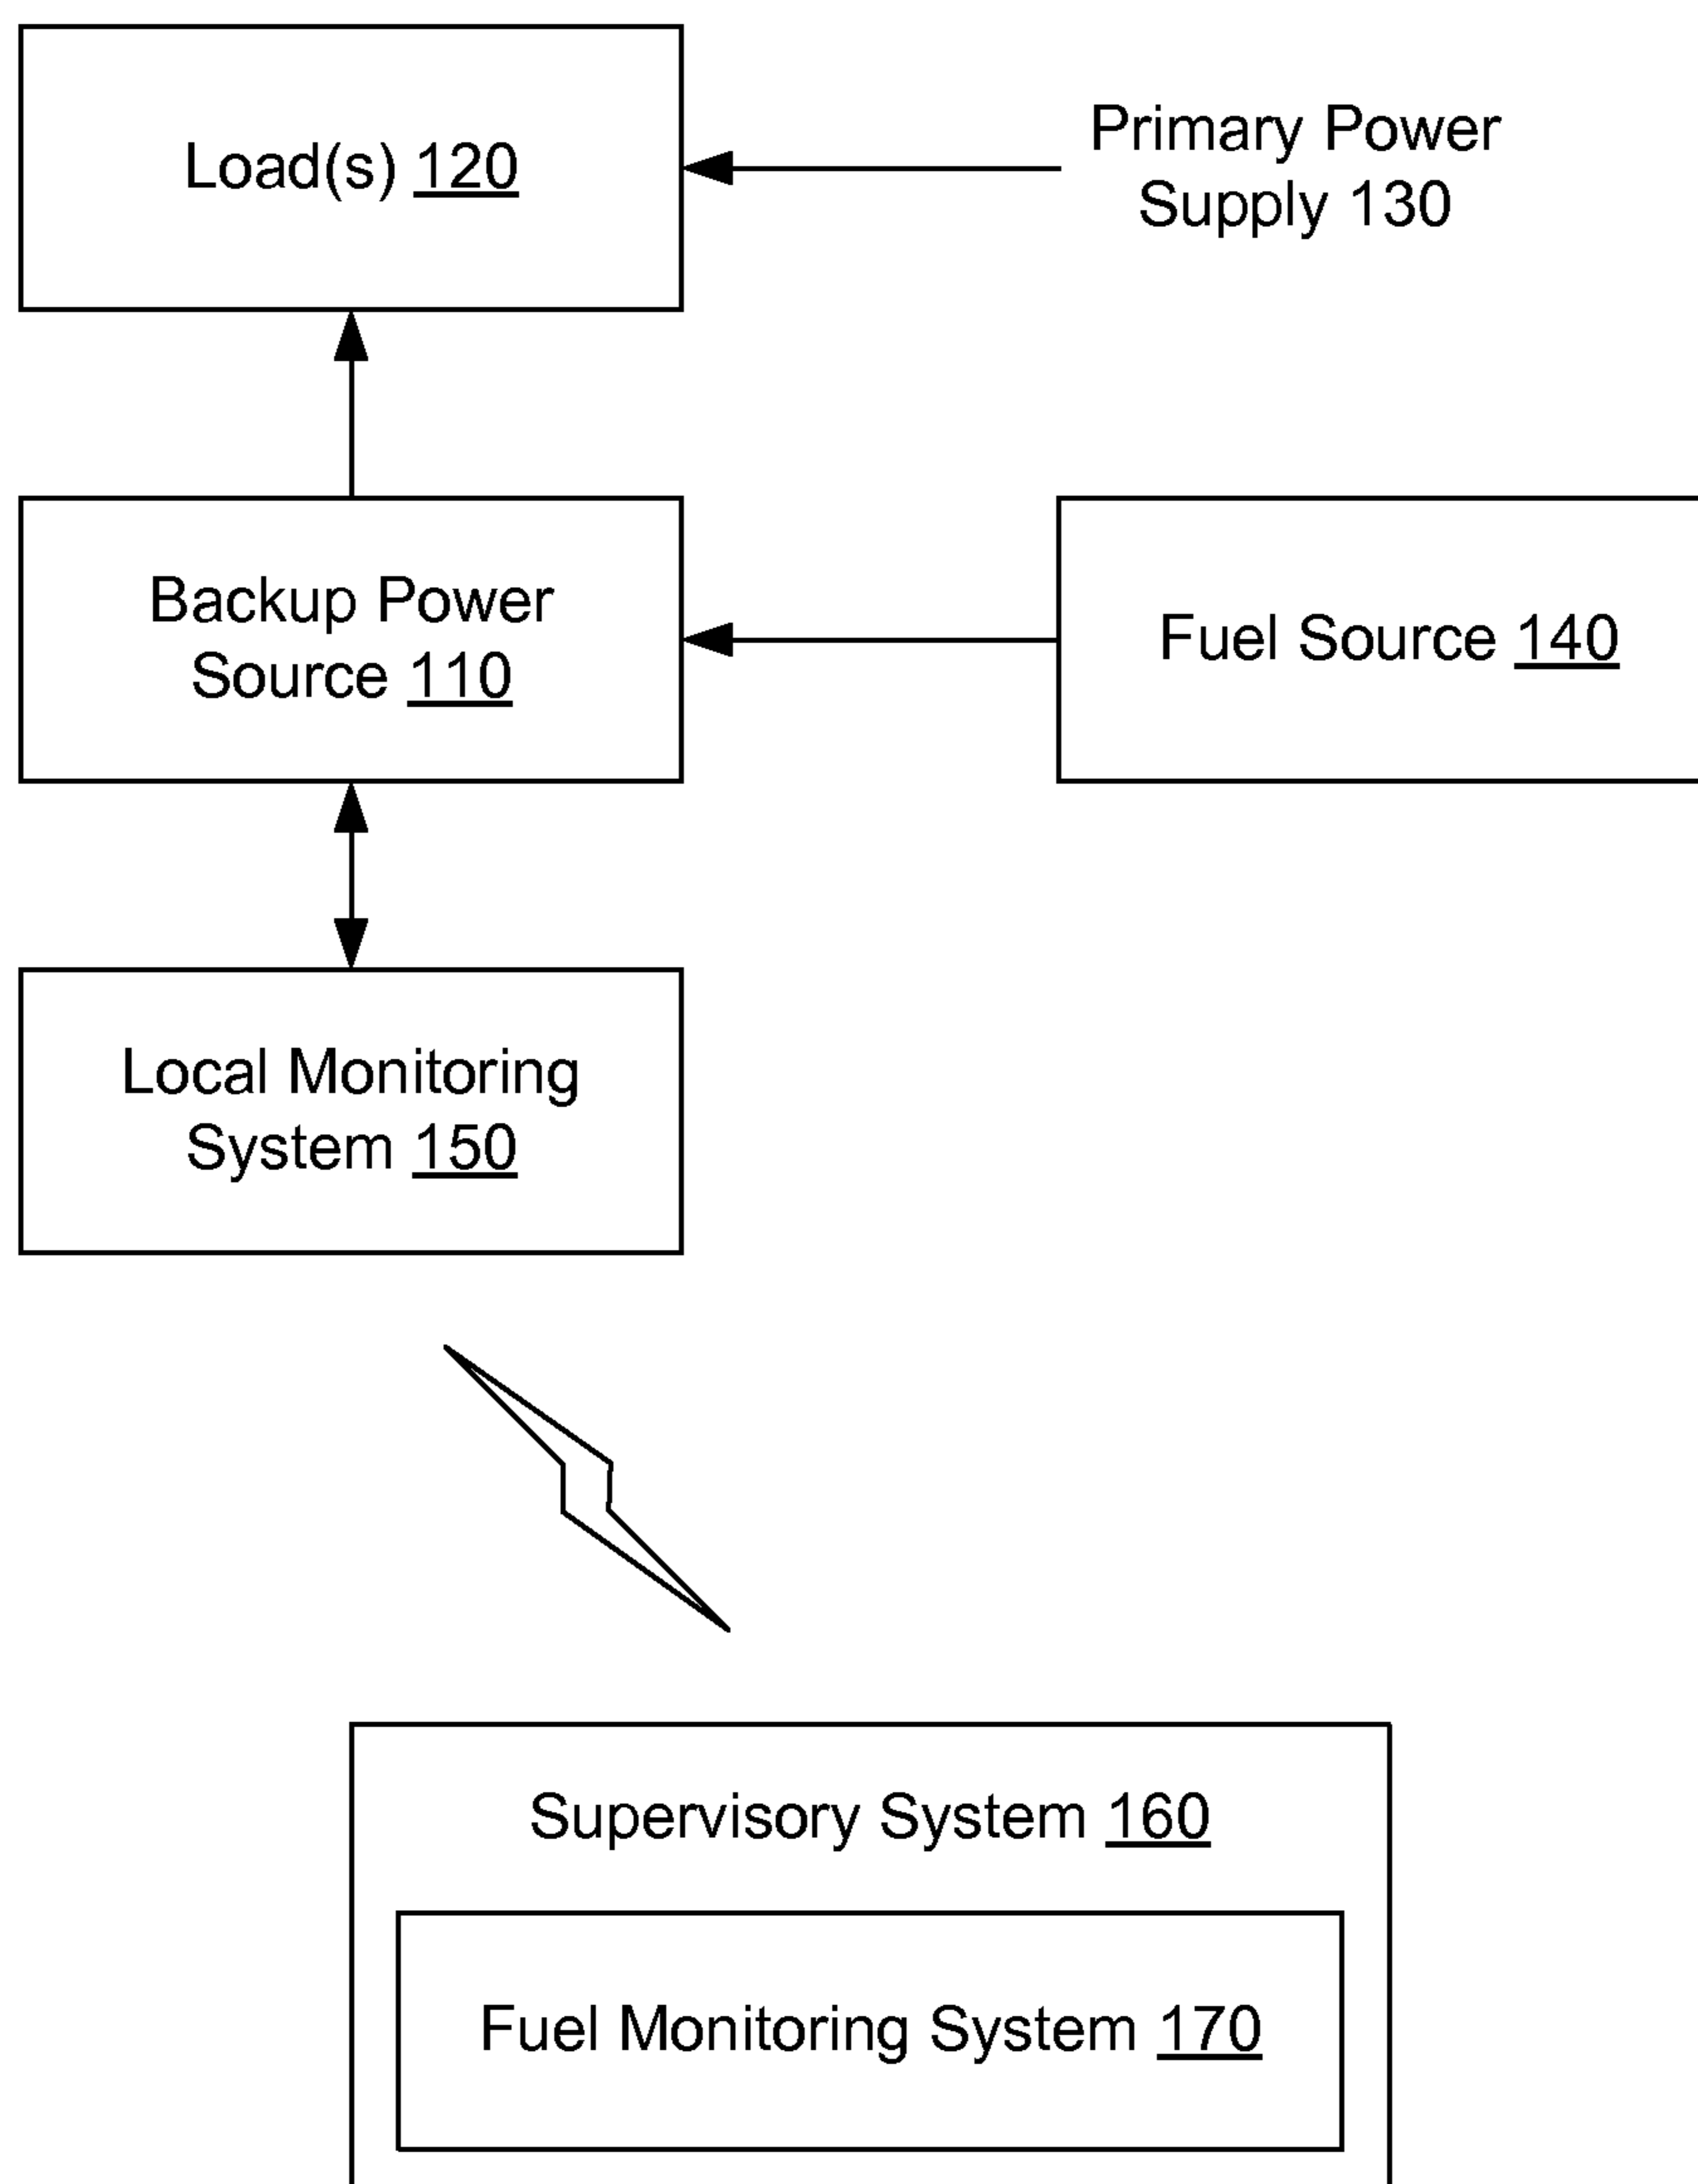 Load(s) 120
Primary Power
Supply 130
Backup Power
Source 110
Fuel Source 140
Local Monitoring
System 150
Supervisory System 160
Fuel Monitoring System 170